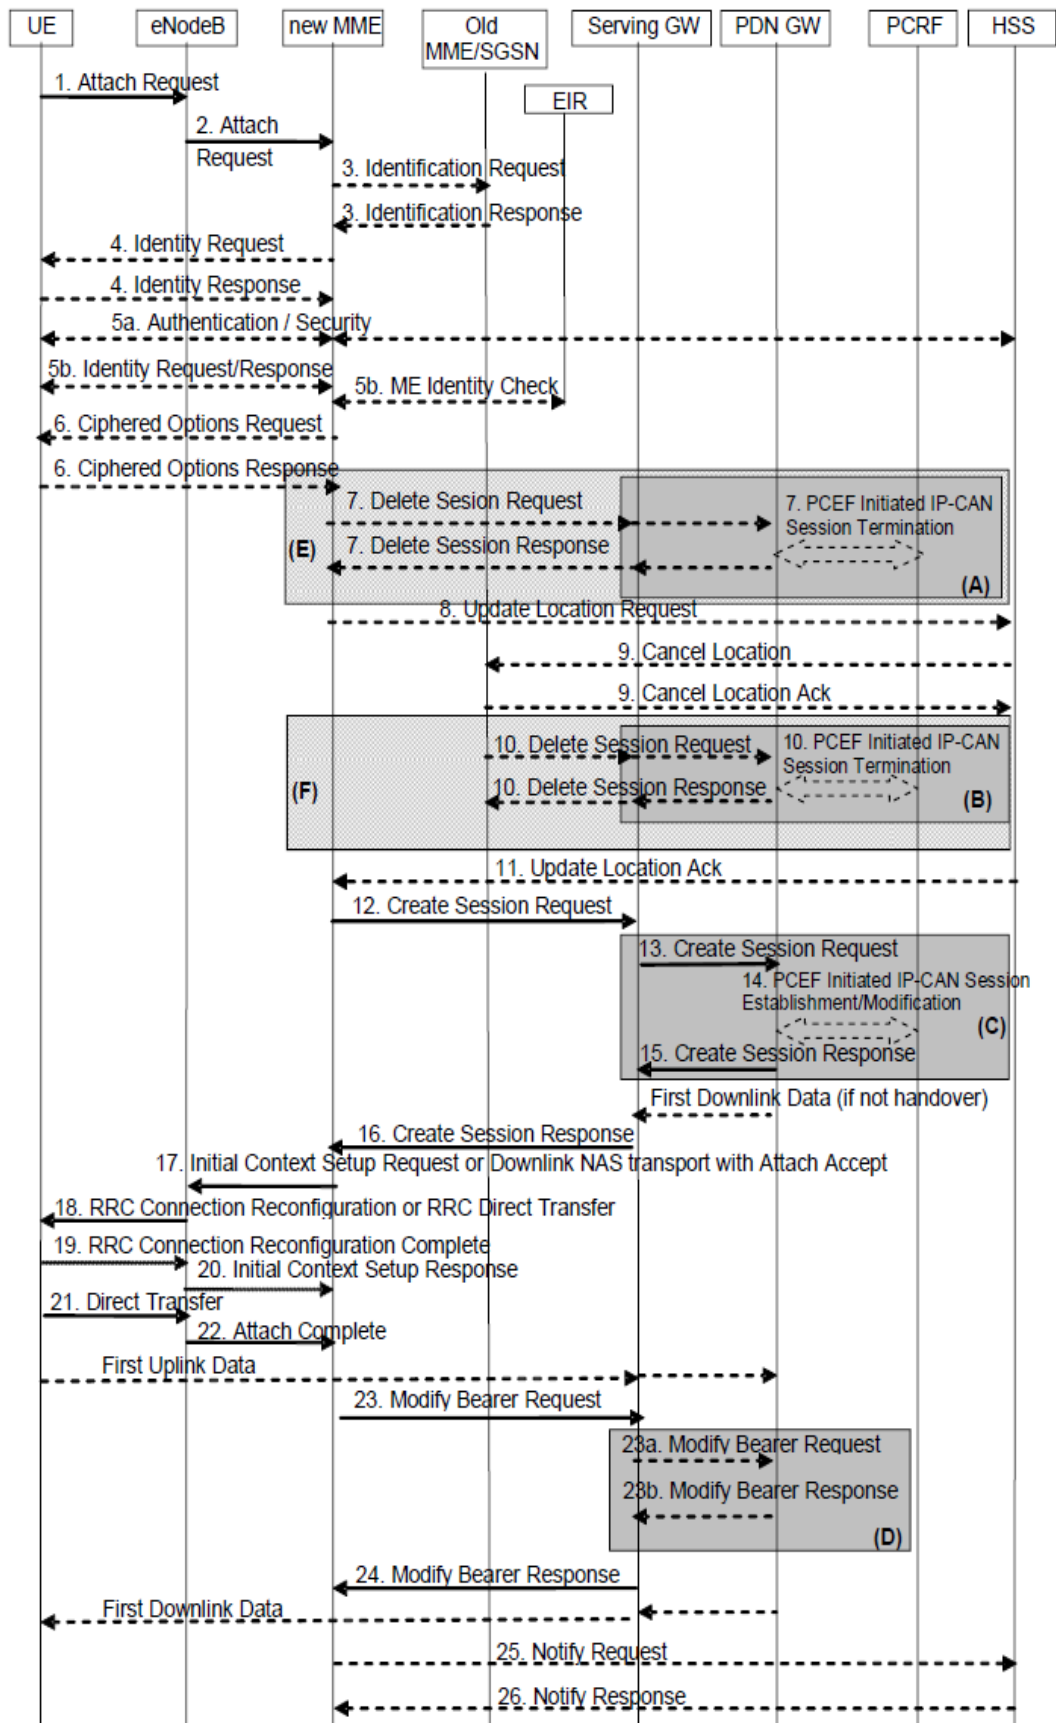 UE
eNodeB
new MME
Old
MME/SGSN
Serving GW
PDN GW
PCRF
HSS
EIR
1. Attach Request
2. Attach
Request
3. Identification Request
3. Identification Response
4. Identity Request
4. Identity Response
5a. Authentication / Security
5b. Identity Request/Response
5b. ME Identity Check
6. Ciphered Options Request
6. Ciphered Options Response
7. Delete Sesion Request
7. PCEF Initiated IP-CAN
Session Termination
(E)
7. Delete Session Response
(A)
8. Update Location Request
9. Cancel Location
9. Cancel Location Ack
10. Delete Session Request
10. PCEF Initiated IP-CAN
Session Termination
(F)
10. Delete Session Response
(B)
11. Update Location Ack
12. Create Session Request
13. Create Session Request
14. PCEF Initiated IP-CAN Session
Establishment/Modification
(C)
15. Create Session Response
First Downlink Data (if not handover)
16. Create Session Response
17. Initial Context Setup Request or Downlink NAS transport with Attach Accept
18. RRC Connection Reconfiguration or RRC Direct Transfer
19. RRC Connection Reconfiguration Complete
20. Initial Context Setup Response
21. Direct Transfer
22. Attach Complete
First Uplink Data
23. Modify Bearer Request
23a. Modify Bearer Request
23b. Modify Bearer Response
(D)
24. Modify Bearer Response
First Downlink Data
25. Notify Request
26. Notify Response